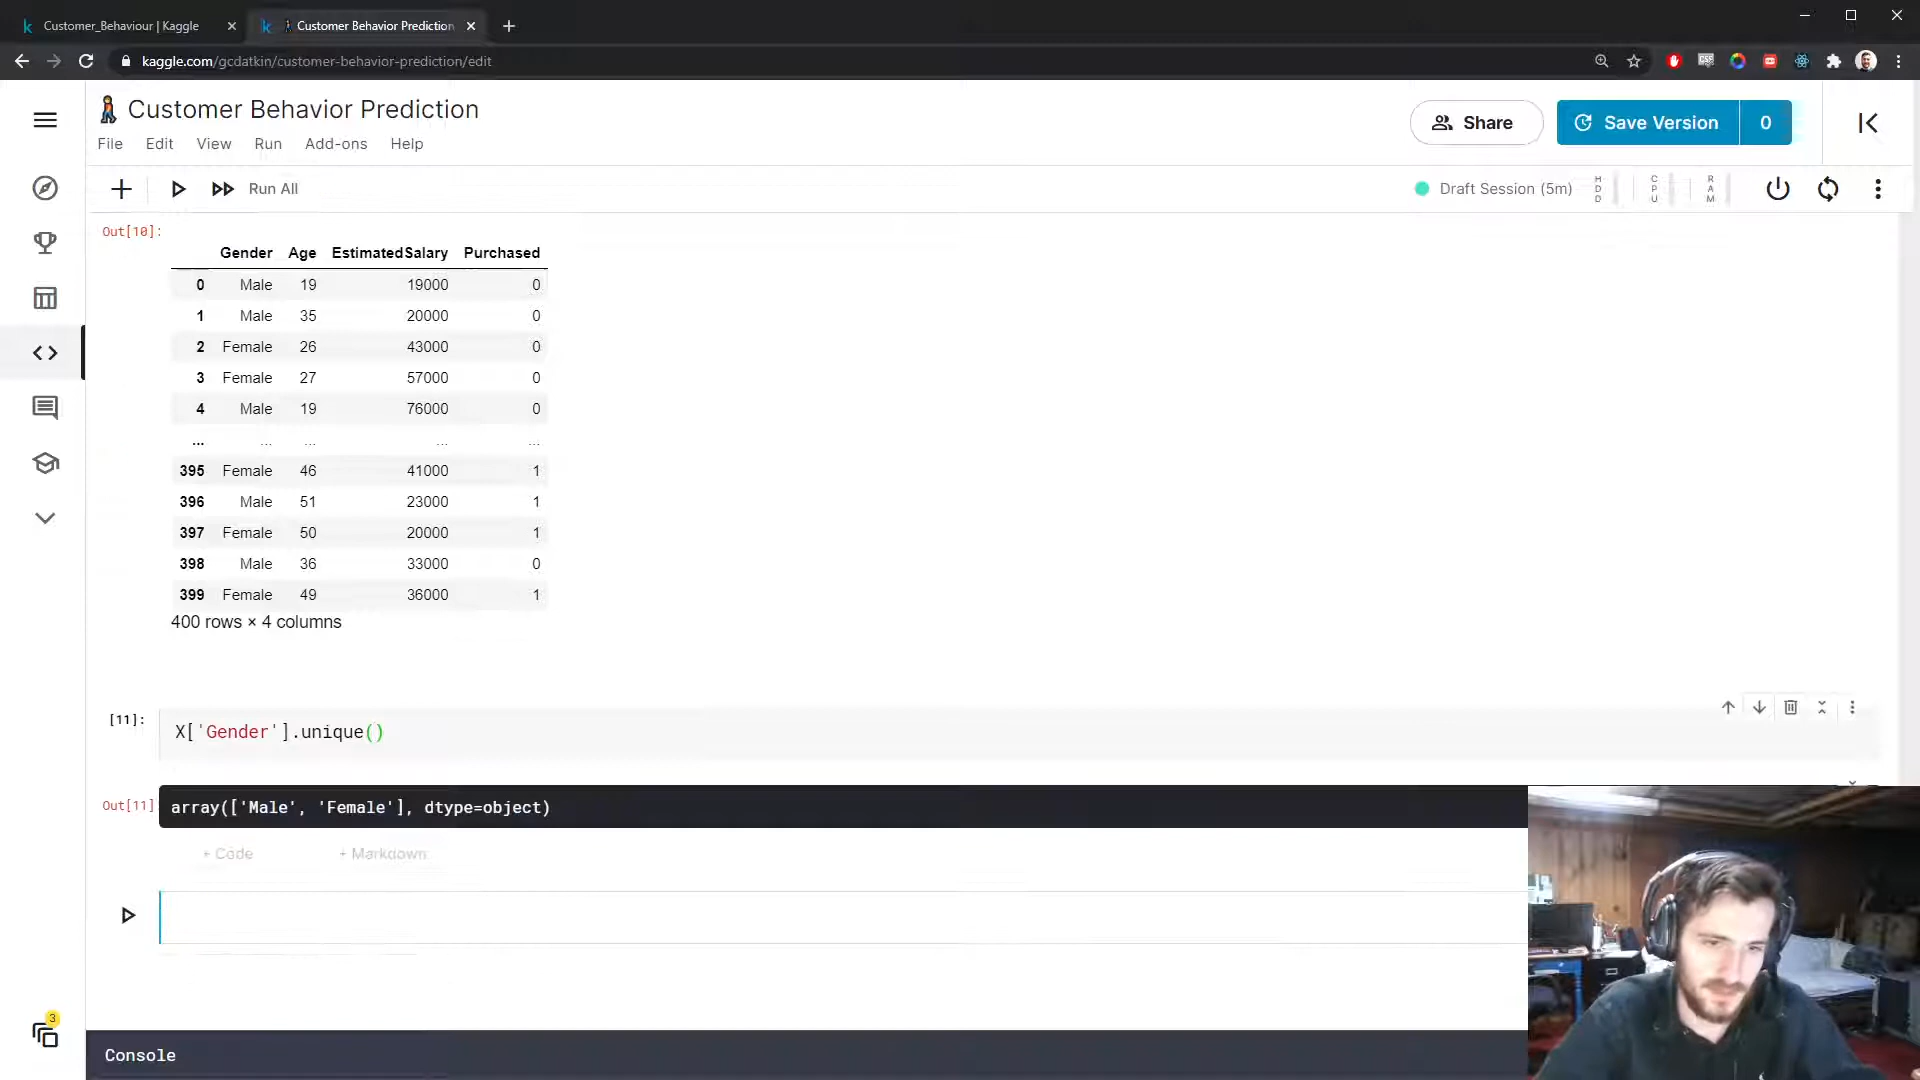 Customer_Behaviour | Kaggle
Customer Behavior Prediction
kaggle.com/gcdatkin/customer-behavior-prediction/edit
Customer Behavior Prediction
Share
Save Version
0
File Edit View Run Add-ons Help
Run All
Draft Session (5m)
HDD
CPU
RAM
Out[10]:
Gender Age EstimatedSalary Purchased
0 Male 19 19000 0
1 Male 35 20000 0
2 Female 26 43000 0
3 Female 27 57000 0
4 Male 19 76000 0
... ... ... ... ...
395 Female 46 41000 1
396 Male 51 23000 1
397 Female 50 20000 1
398 Male 36 33000 0
399 Female 49 36000 1
400 rows × 4 columns
[11]:
X['Gender'].unique()
Out[11]
array(['Male', 'Female'], dtype=object)
+ Code
+ Markdown
3
Console